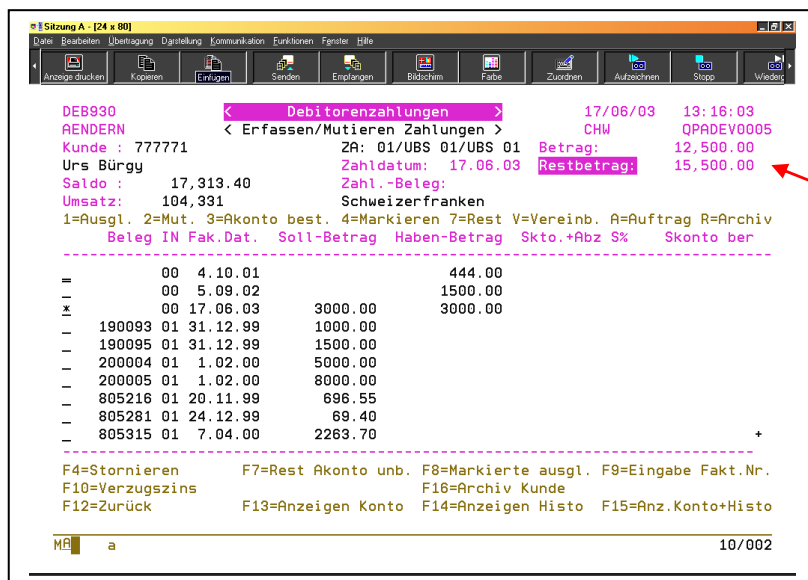 Sitzung A - [24 x 80]
Datei Bearbeiten Übertragung Darstellung Kommunikation Funktionen Fenster Hilfe
Anzeige drucken Kopieren Einfügen Senden Empfangen Bildschirm Farbe Zuordnen Aufzeichnen Stopp Wiederg
DEB930 < Debitorenzahlungen > 17/06/03 13:16:03
AENDERN < Erfassen/Mutieren Zahlungen > CHW QPADEV0005
Kunde : 777771 ZA: 01/UBS 01/UBS 01 Betrag: 12,500.00
Urs Bürgy Zahldatum: 17.06.03 Restbetrag: 15,500.00
Saldo : 17,313.40 Zahl.-Beleg:
Umsatz: 104,331 Schweizerfranken
1=Ausgl. 2=Mut. 3=Akonto best. 4=Markieren 7=Rest V=Vereinb. A=Auftrag R=Archiv
Beleg IN Fak.Dat. Soll-Betrag Haben-Betrag Skto.+Abz S% Skonto ber
_ 00 4.10.01 444.00
_ 00 5.09.02 1500.00
* 00 17.06.03 3000.00 3000.00
_ 190093 01 31.12.99 1000.00
_ 190095 01 31.12.99 1500.00
_ 200004 01 1.02.00 5000.00
_ 200005 01 1.02.00 8000.00
_ 805216 01 20.11.99 696.55
_ 805281 01 24.12.99 69.40
_ 805315 01 7.04.00 2263.70 +
F4=Stornieren F7=Rest Akonto unb. F8=Markierte ausgl. F9=Eingabe Fakt.Nr.
F10=Verzugszins F16=Archiv Kunde
F12=Zurück F13=Anzeigen Konto F14=Anzeigen Histo F15=Anz.Konto+Histo
MA a 10/002